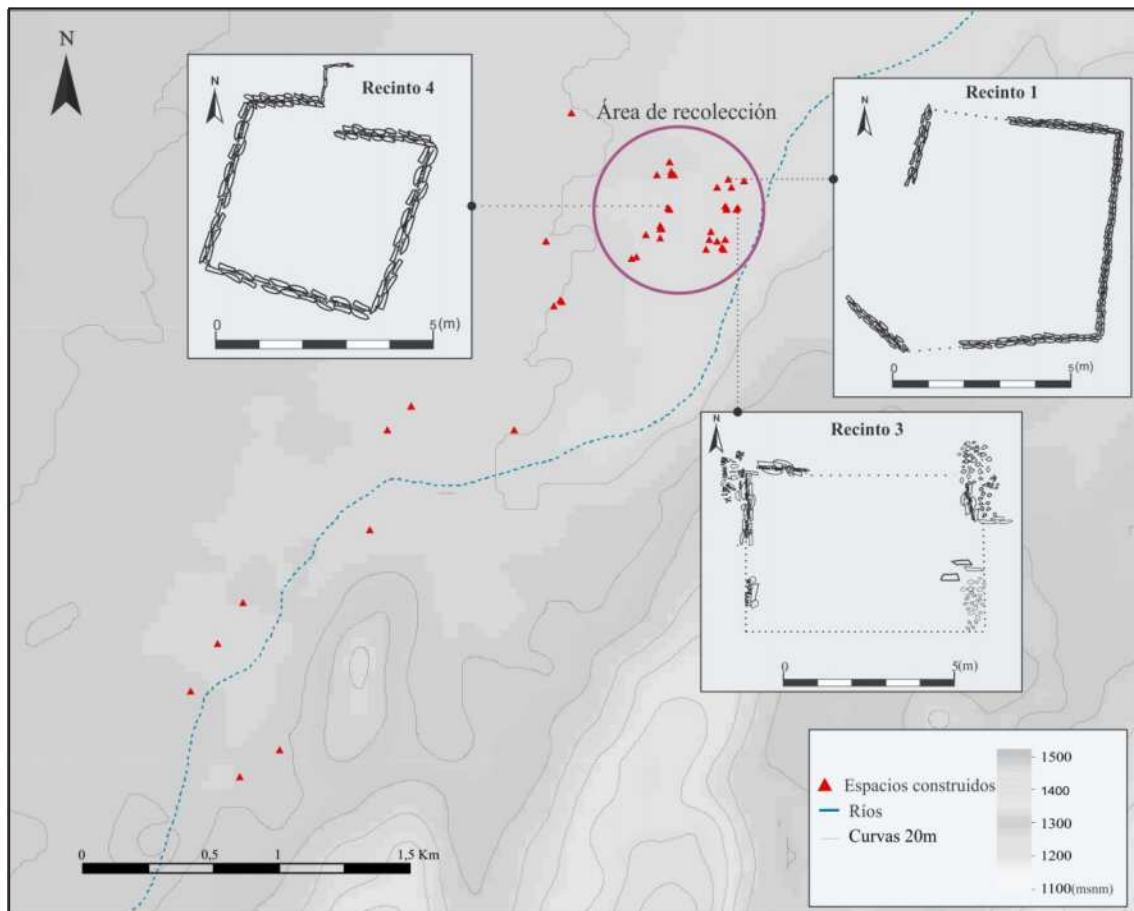 N
Recinto 4
N
0
5(m)
Área de recolección
Recinto 1
N
0
5(m)
Recinto 3
N
0
5(m)
Espacios construidos
Ríos
Curvas 20m
1500
1400
1300
1200
1100(msnm)
0
0,5
1
1,5 Km